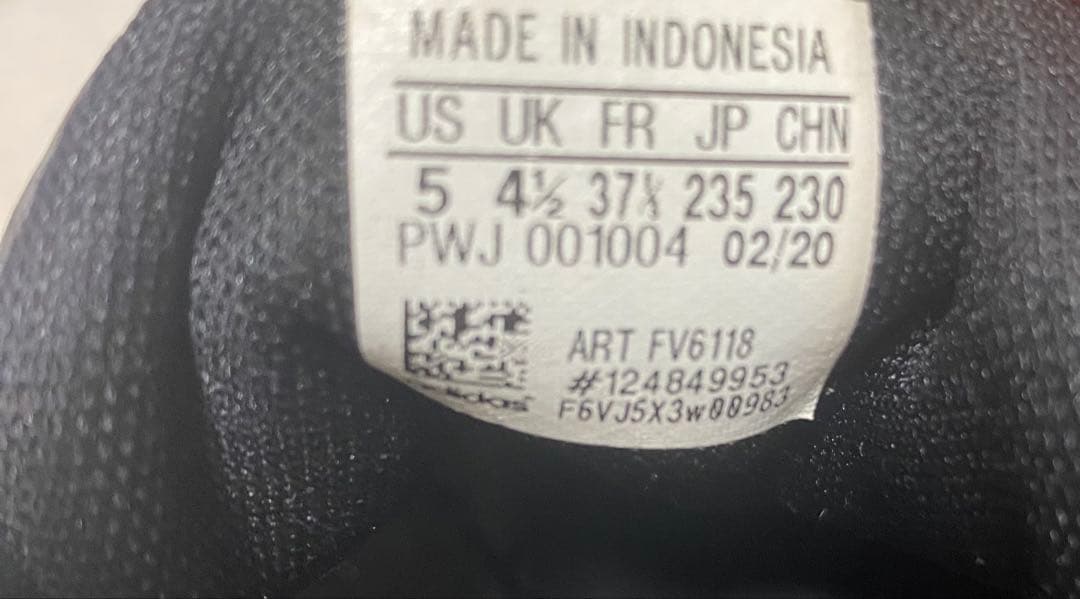 MADE IN INDONESIA
US UK FR JP CHN
5 4½ 37⅓ 235 230
PWJ 001004 02/20
ART FV6118
#124849953
adidas F6VJ5X3w00983